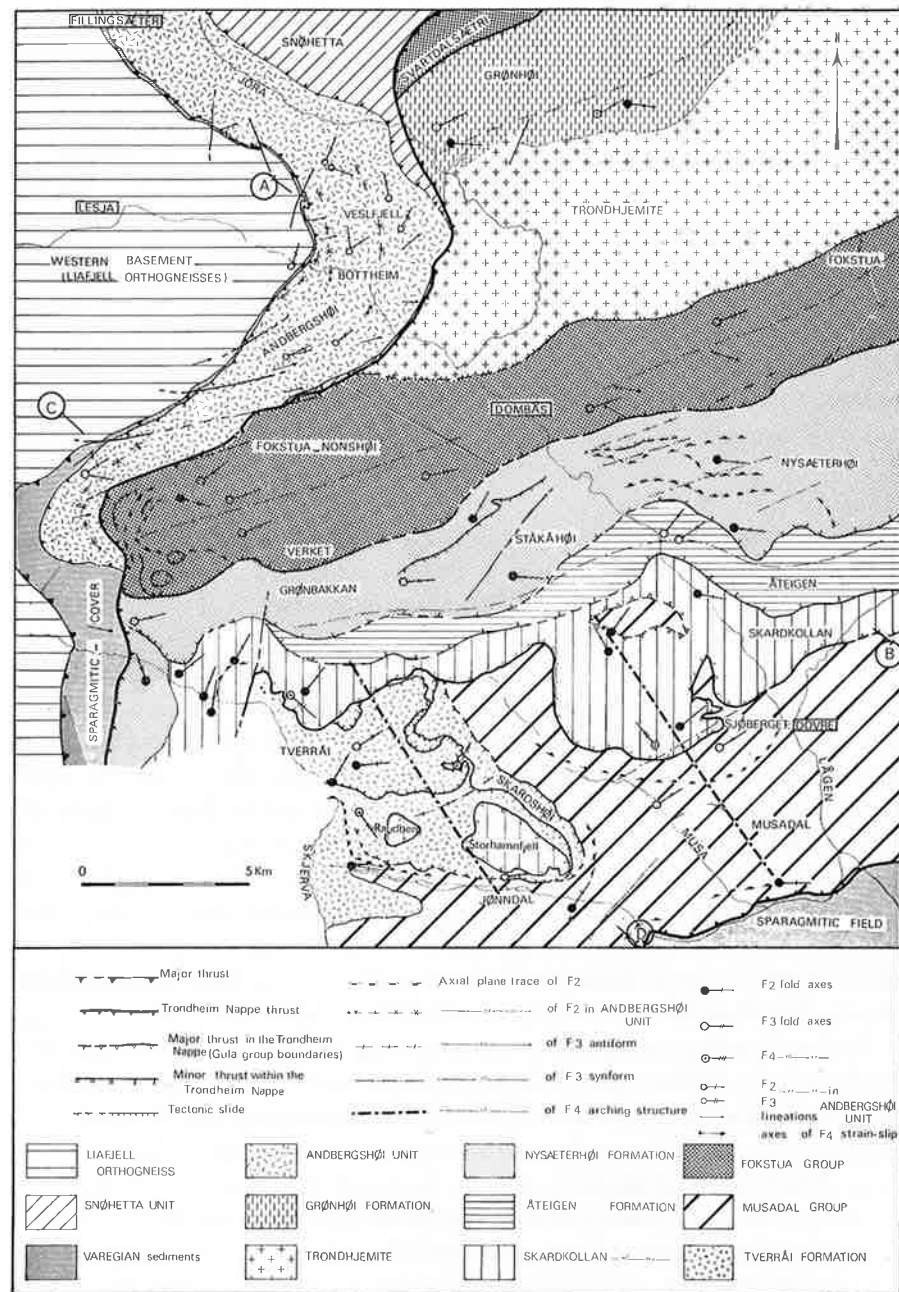 FILLINGSÆTER
SNØHETTA
SVARTDALSÆTRI
GRØNHØI
N
JORA
A
VESLFJELL
TRONDHJEMITE
LESJA
WESTERN BASEMENT
(LIAFJELL ORTHOGNEISSES)
BOTTHEIM
FOKSTUA
ANDBERGSHØI
C
DOMBÅS
FOKSTUA - NONSHØI
NYSAETERHØI
STÅKÅHØI
VERKET
GRØNBAKKAN
ÅTEIGEN
SPARAGMITIC - COVER
SKARDKOLLAN
B
SJØBERGET
DOVRE
TVERRÅI
SKARDSHØI
LÅGEN
Raudberg
Storhamnfjell
MUSADAL
MUSA
0 5 Km
SKJERVA
JØNNDAL
D
SPARAGMITIC FIELD
Major thrust
Trondheim Nappe thrust
Major thrust in the Trondheim
Nappe (Gula group boundaries)
Minor thrust within the
Trondheim Nappe
Tectonic slide
Axial plane trace of F2
of F2 in ANDBERGSHØI
UNIT
of F3 antiform
of F3 synform
of F4 arching structure
F2 fold axes
F3 fold axes
F4 -"-
F2 -"- in
F3 ANDBERGSHØI
lineations UNIT
axes of F4 strain-slip
LIAFJELL
ORTHOGNEISS
ANDBERGSHØI UNIT
NYSAETERHØI FORMATION
FOKSTUA GROUP
SNØHETTA UNIT
GRØNHØI FORMATION
ÅTEIGEN FORMATION
MUSADAL GROUP
VAREGIAN sediments
TRONDHJEMITE
SKARDKOLLAN -"-
TVERRÅI FORMATION